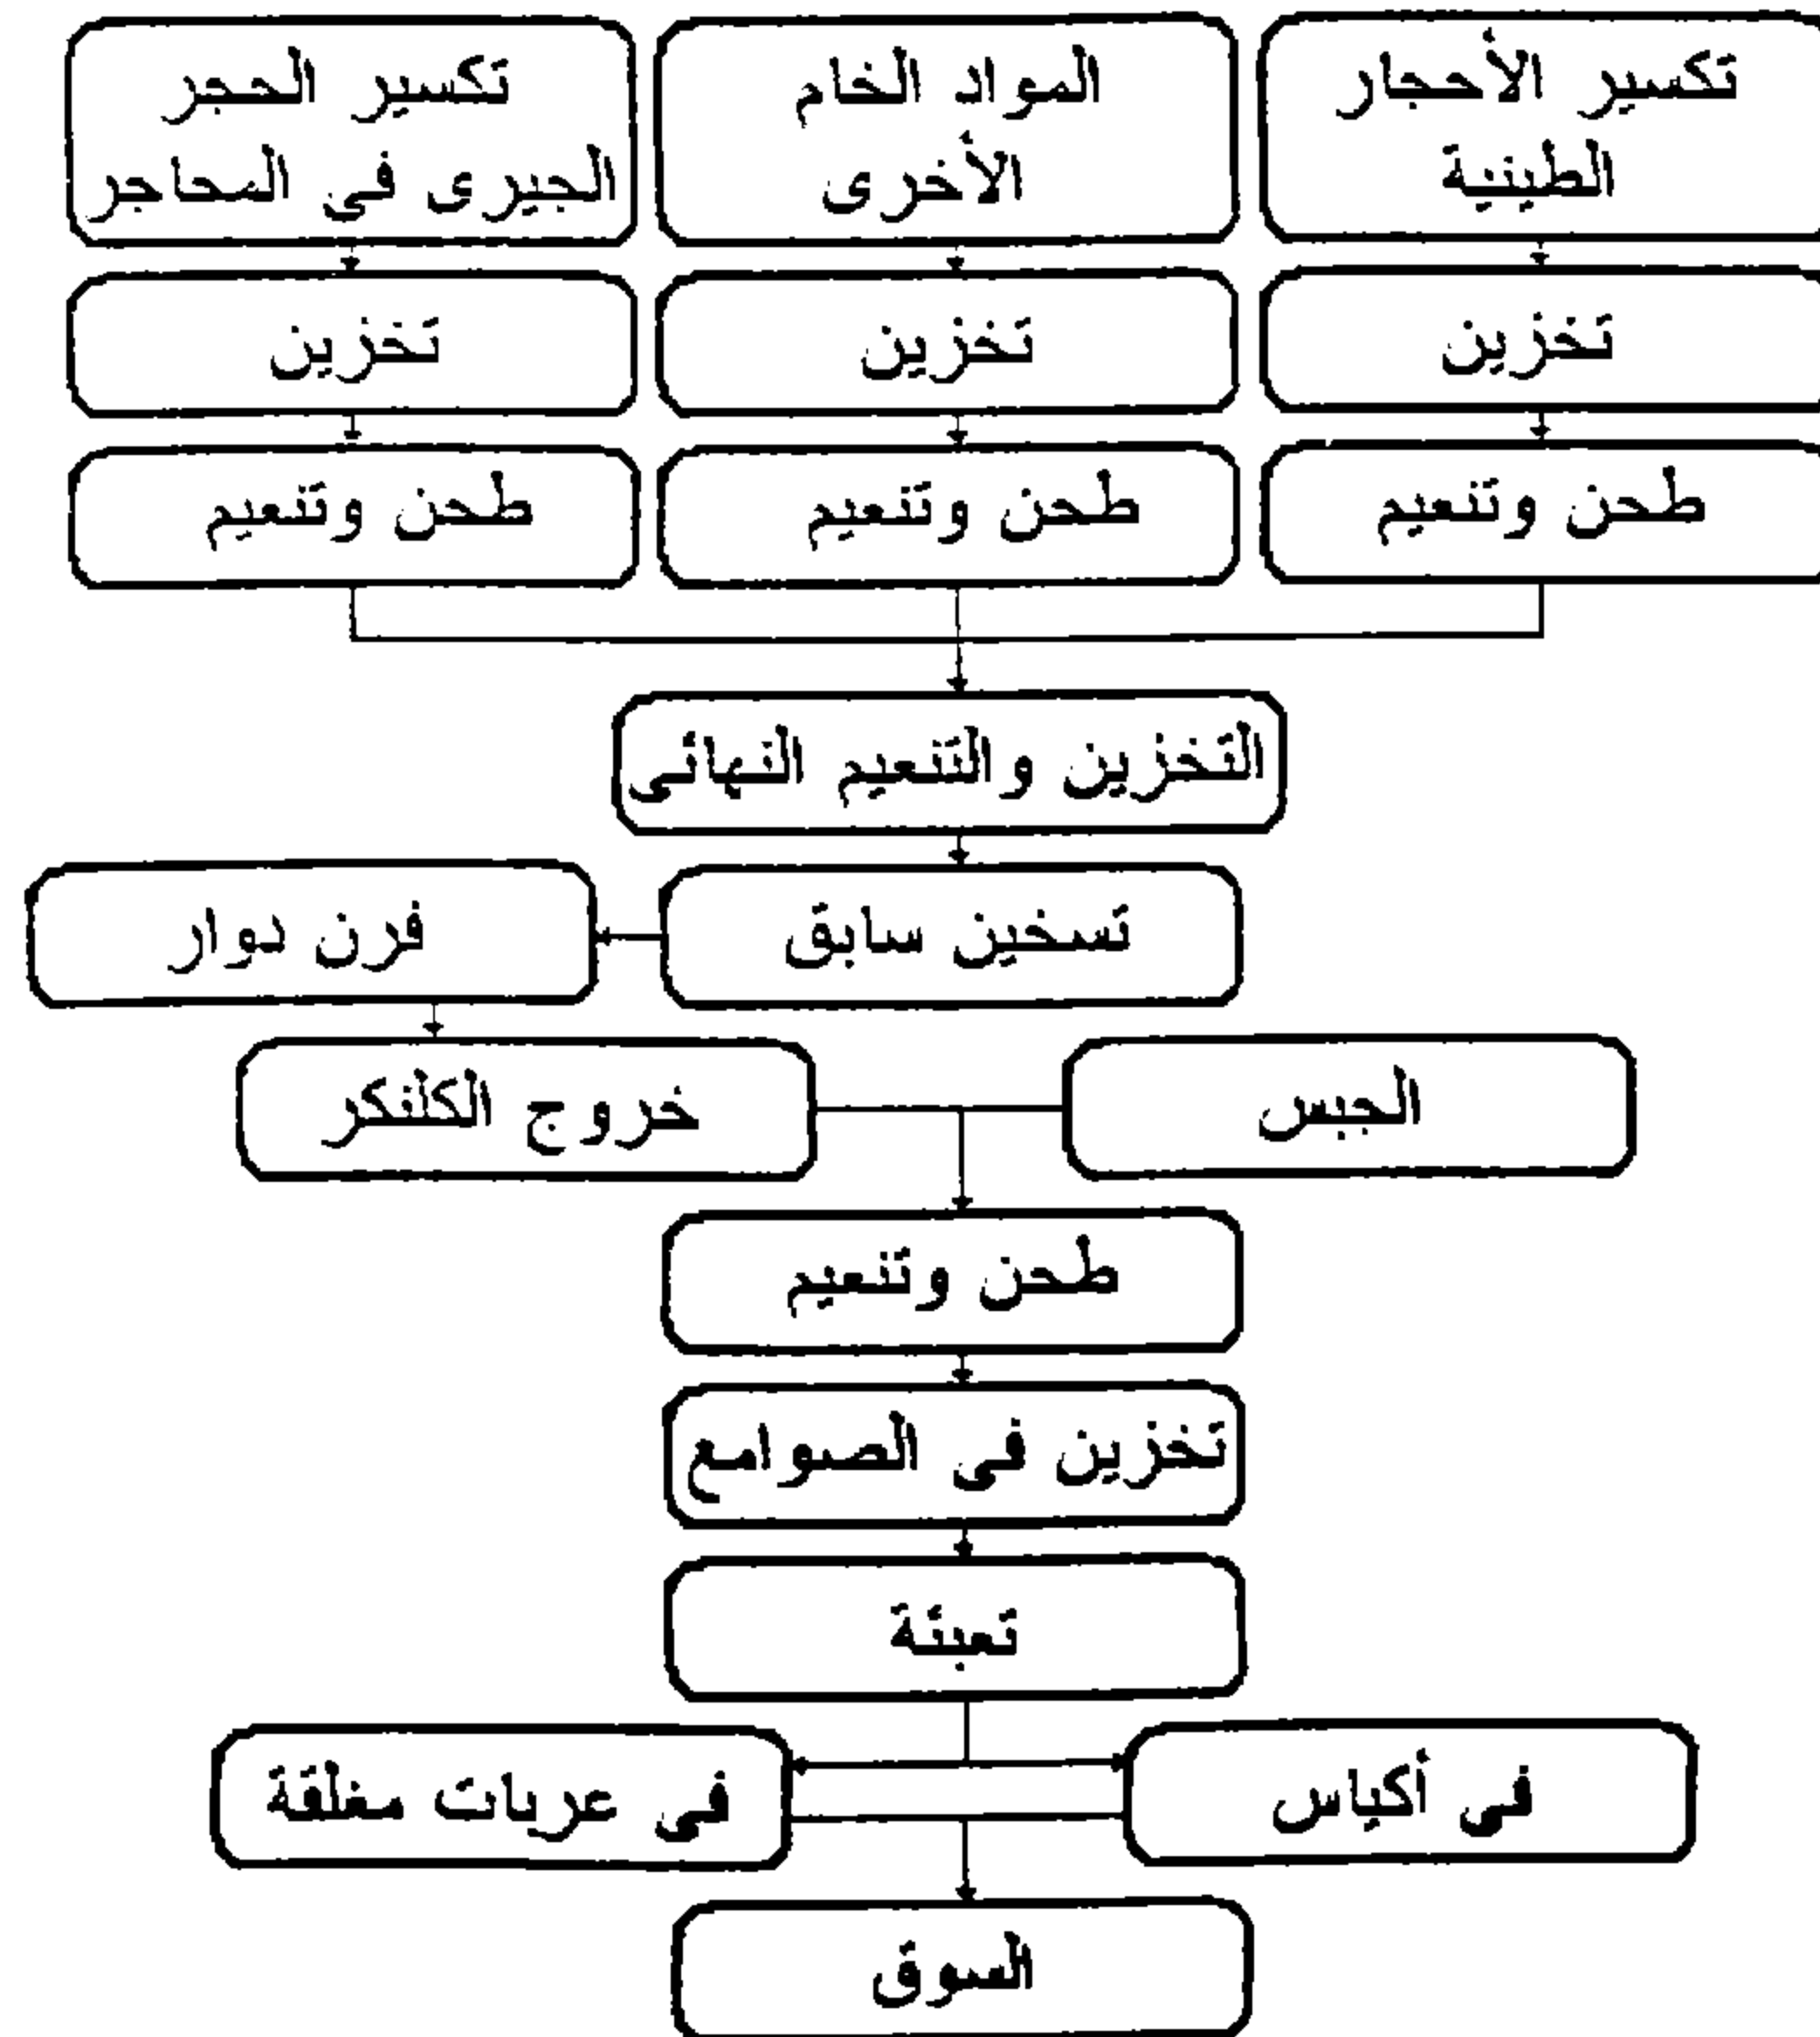 تكسير الأحجار
الطينية
المواد الخام
الأخرى
تكسير الحجر
الجيرى فى المحاجر
تخزين
تخزين
تخزين
طحن وتنعيم
طحن وتنعيم
طحن وتنعيم
التخزين والتنعيم النهائى
تسخين سابق
فرن دوار
الجبس
خروج الكلنكر
طحن وتنعيم
تخزين فى الصوامع
تعبئة
فى أكياس
فى عربات مغلقة
السوق